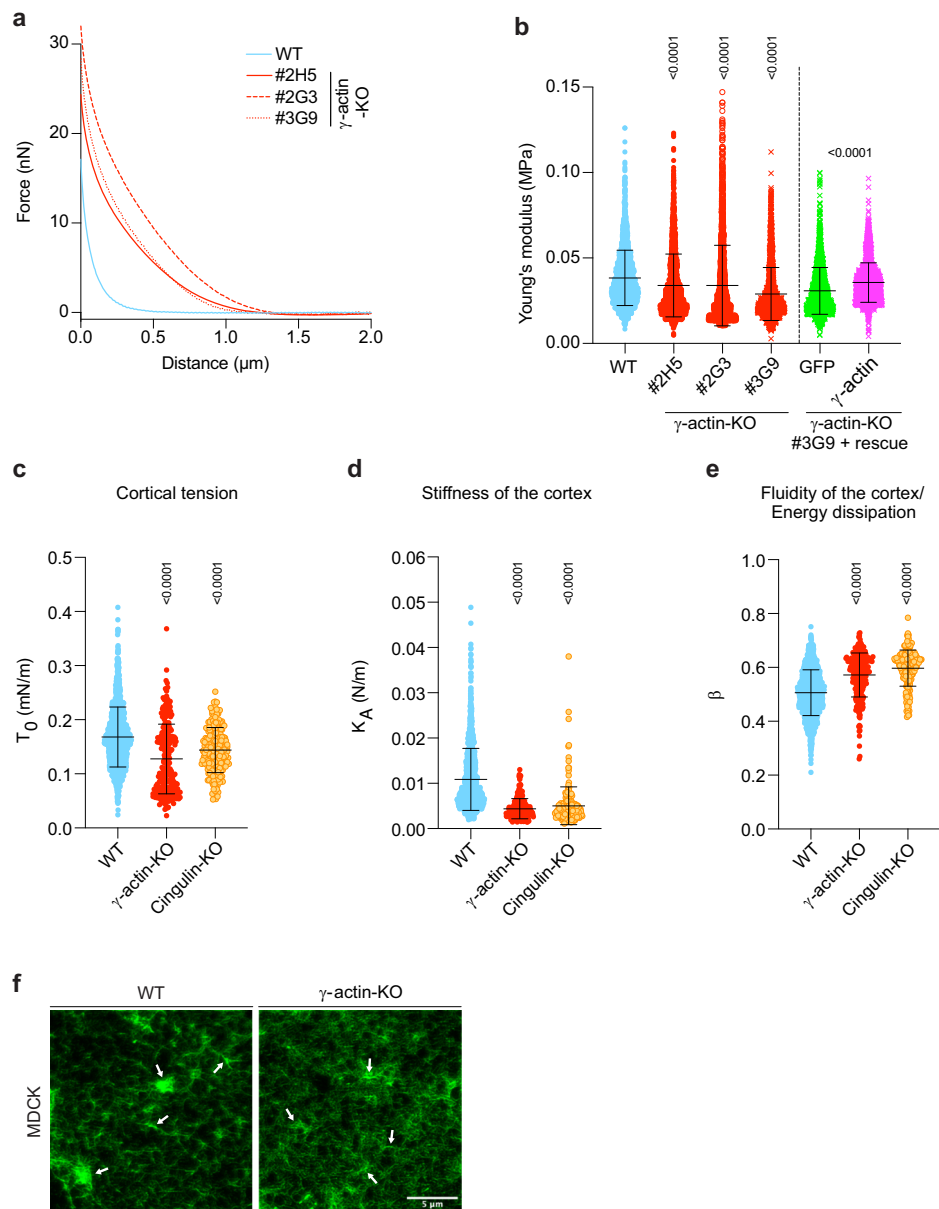 a
30
20
10
0
Force (nN)
0.0
0.5
1.0
1.5
2.0
Distance (µm)
WT
#2H5
#2G3
#3G9
γ-actin
-KO
b
<0.0001
<0.0001
<0.0001
<0.0001
0.15
0.10
0.05
0.00
Young's modulus (MPa)
WT
#2H5
#2G3
#3G9
GFP
γ-actin
γ-actin-KO
γ-actin-KO
#3G9 + rescue
c
Cortical tension
<0.0001
<0.0001
0.5
0.4
0.3
0.2
0.1
0.0
T0 (mN/m)
WT
γ-actin-KO
Cingulin-KO
d
Stiffness of the cortex
<0.0001
<0.0001
0.06
0.05
0.04
0.03
0.02
0.01
0.00
KA (N/m)
WT
γ-actin-KO
Cingulin-KO
e
Fluidity of the cortex/
Energy dissipation
<0.0001
<0.0001
1.0
0.8
0.6
0.4
0.2
0.0
β
WT
γ-actin-KO
Cingulin-KO
f
WT
γ-actin-KO
MDCK
5 µm